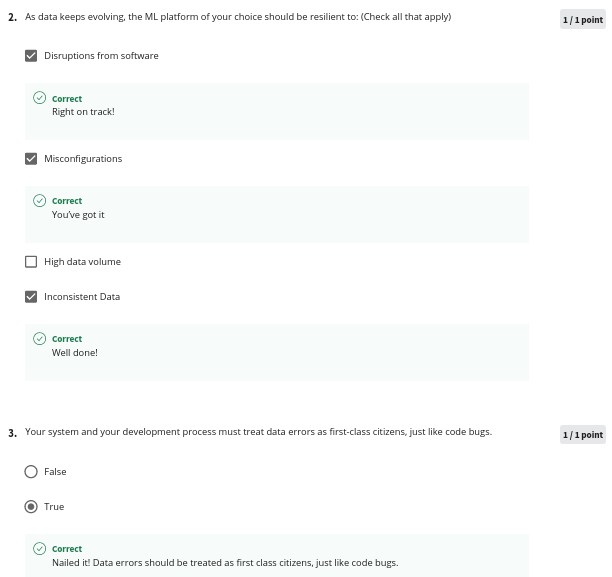 2. As data keeps evolving, the ML platform of your choice should be resilient to: (Check all that apply)
1 / 1 point
Disruptions from software
Correct
Right on track!
Misconfigurations
Correct
You've got it
High data volume
Inconsistent Data
Correct
Well done!
3. Your system and your development process must treat data errors as first-class citizens, just like code bugs.
1 / 1 point
False
True
Correct
Nailed it! Data errors should be treated as first class citizens, just like code bugs.